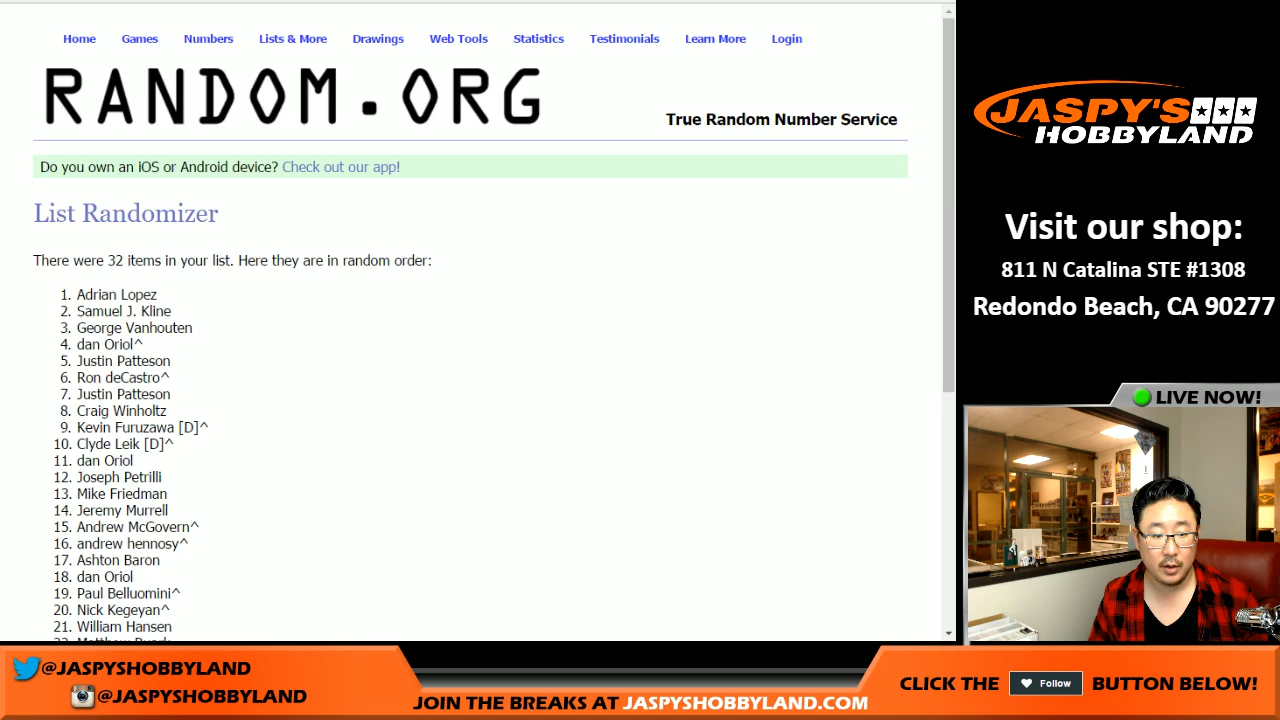 Home Games Numbers Lists & More Drawings Web Tools Statistics Testimonials Learn More Login
RANDOM.ORG
True Random Number Service
Do you own an iOS or Android device? Check out our app!
List Randomizer
There were 32 items in your list. Here they are in random order:
1. Adrian Lopez
2. Samuel J. Kline
3. George Vanhouten
4. dan Oriol^
5. Justin Patteson
6. Ron deCastro^
7. Justin Patteson
8. Craig Winholtz
9. Kevin Furuzawa [D]^
10. Clyde Leik [D]^
11. dan Oriol
12. Joseph Petrilli
13. Mike Friedman
14. Jeremy Murrell
15. Andrew McGovern^
16. andrew hennosy^
17. Ashton Baron
18. dan Oriol
19. Paul Belluomini^
20. Nick Kegeyan^
21. William Hansen
JASPY'S
HOBBYLAND
Visit our shop:
811 N Catalina STE #1308
Redondo Beach, CA 90277
LIVE NOW!
@JASPYSHOBBYLAND
@JASPYSHOBBYLAND
JOIN THE BREAKS AT JASPYSHOBBYLAND.COM
CLICK THE Follow BUTTON BELOW!